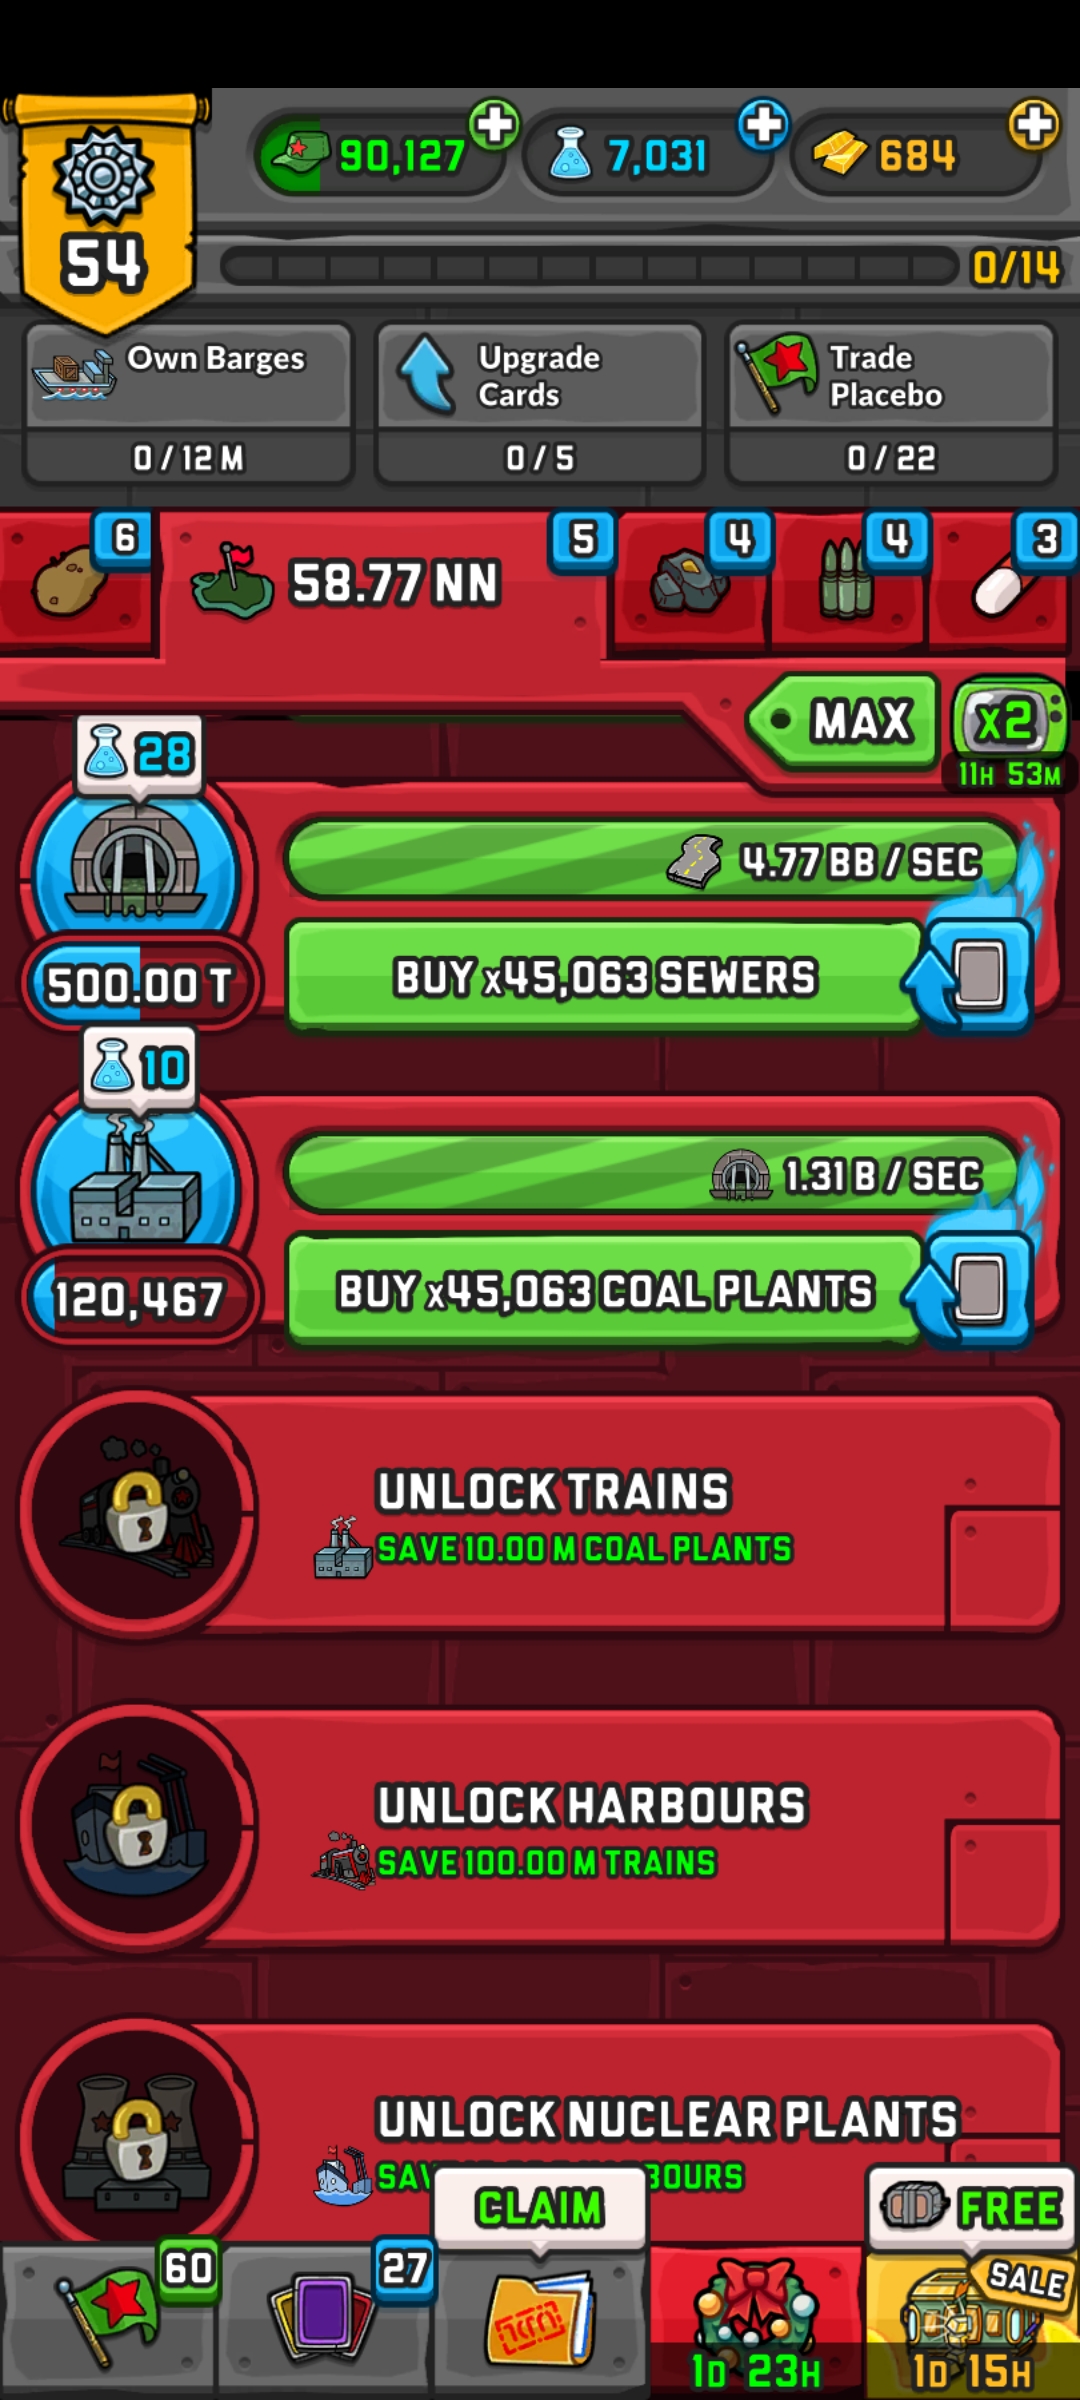 90,127
7,031
684
54
0/14
Own Barges
0 / 12 M
Upgrade
Cards
0 / 5
Trade
Placebo
0 / 22
6
58.77 NN
5
4
4
3
MAX
X2
11H 53M
28
4.77 BB / SEC
500.00 T
BUY x45,063 SEWERS
10
1.31 B / SEC
120,467
BUY x45,063 COAL PLANTS
UNLOCK TRAINS
SAVE 10.00 M COAL PLANTS
UNLOCK HARBOURS
SAVE 100.00 M TRAINS
UNLOCK NUCLEAR PLANTS
CLAIM
FREE
60
27
SALE
1D 23H
1D 15H